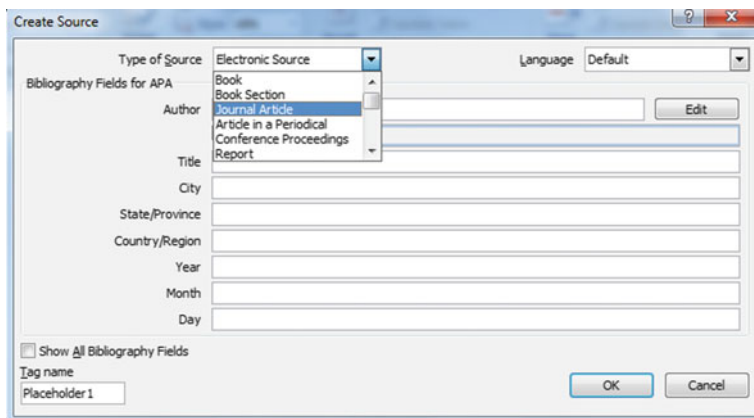 Create Source
Type of Source Electronic Source Language Default
Book
Bibliography Fields for APA
Book Section
Author Journal Article Edit
Article in a Periodical
Conference Proceedings
Report
Title
City
State/Province
Country/Region
Year
Month
Day
Show All Bibliography Fields
Tag name
Placeholder1
OK Cancel